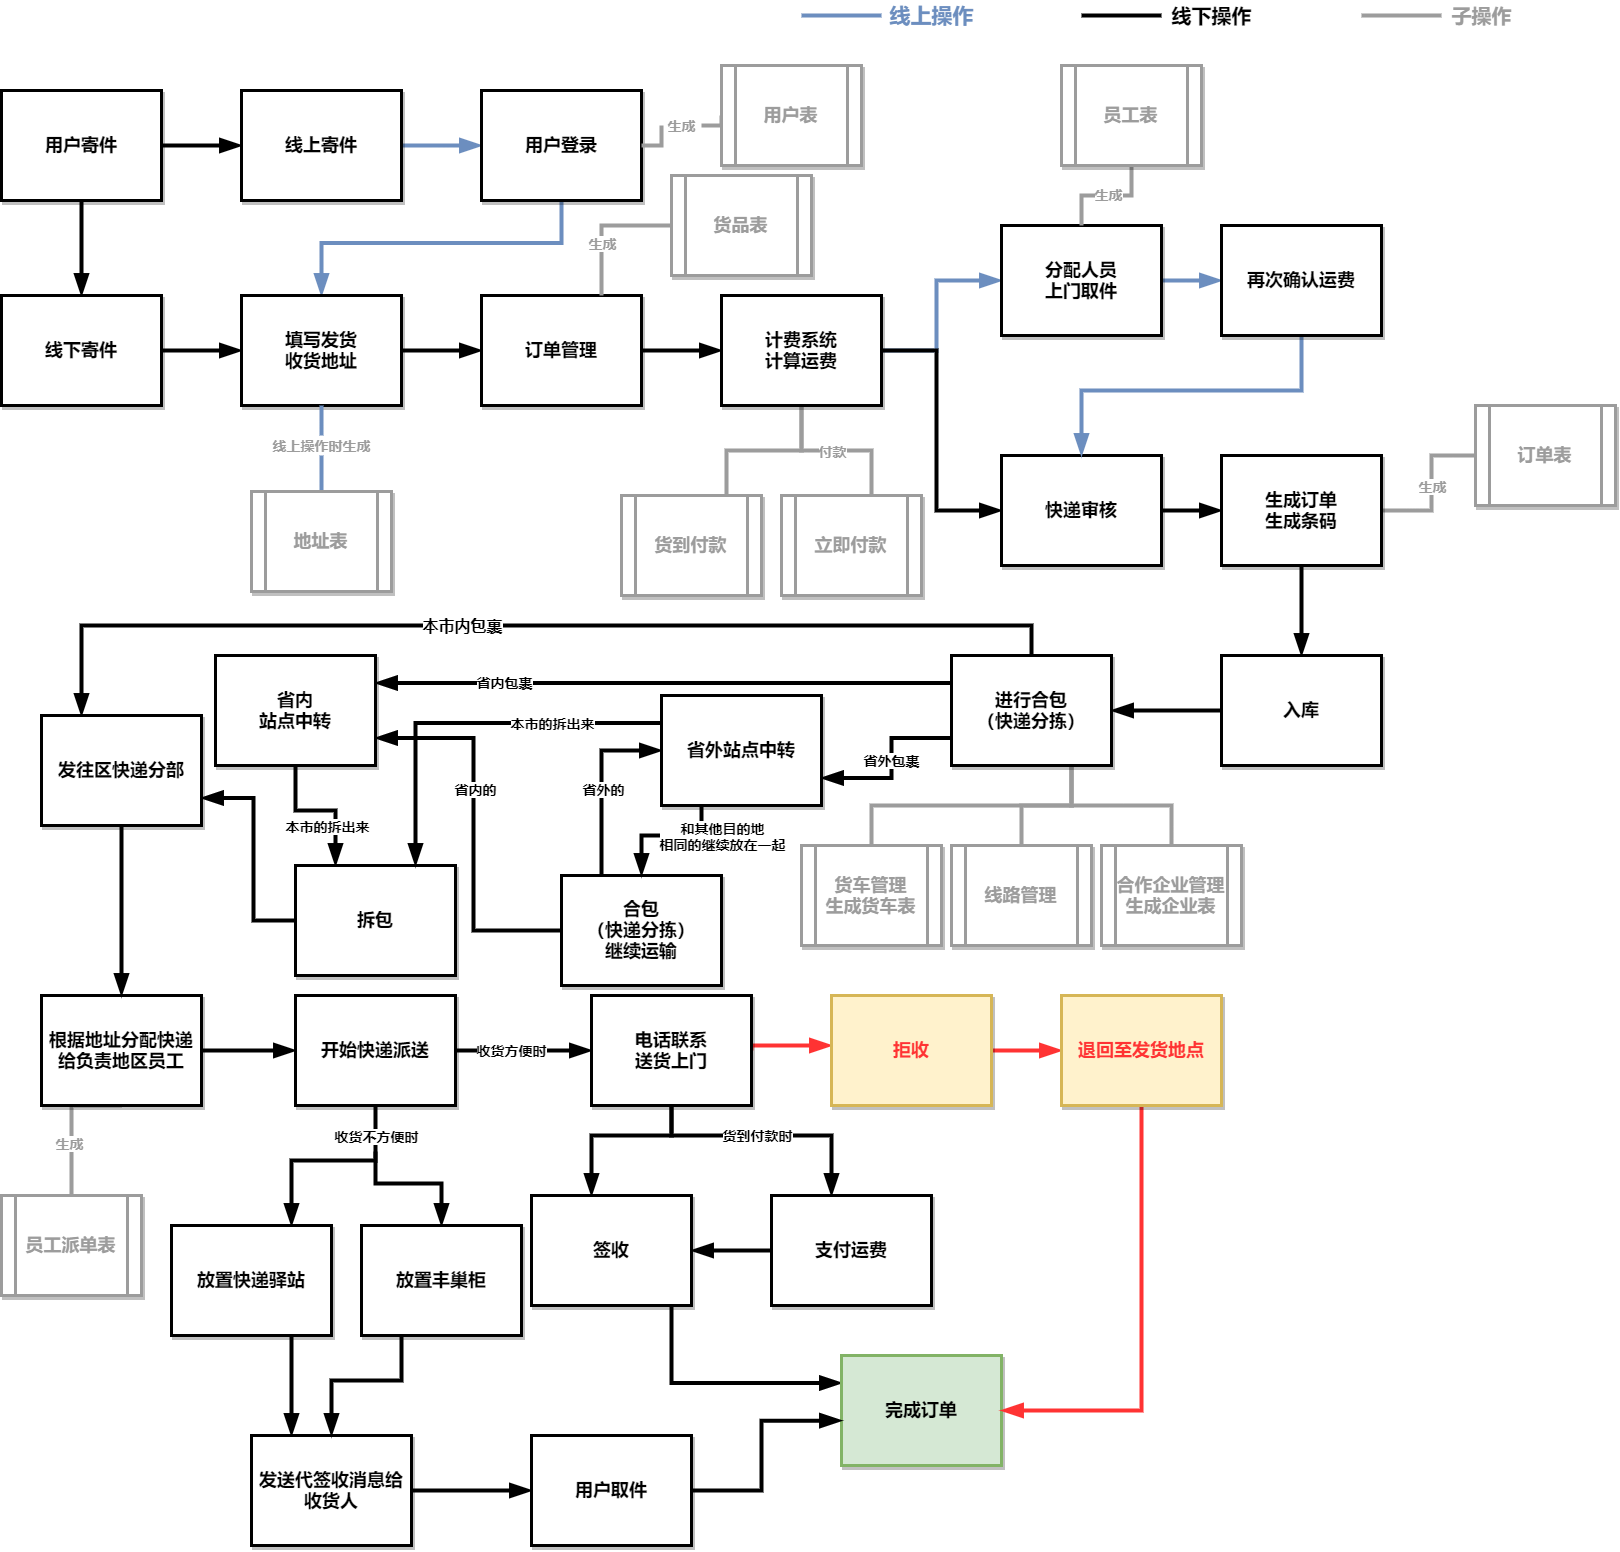 线上操作
线下操作
子操作
用户寄件
线上寄件
用户登录
生成
用户表
员工表
生成
货品表
生成
分配人员
上门取件
再次确认运费
线下寄件
填写发货
收货地址
订单管理
计费系统
计算运费
线上操作时生成
付款
订单表
生成
地址表
货到付款
立即付款
快递审核
生成订单
生成条码
本市内包裹
省内
站点中转
省内包裹
进行合包
（快递分拣）
入库
发往区快递分部
本市的拆出来
省外站点中转
省外包裹
省内的
省外的
本市的拆出来
和其他目的地
相同的继续放在一起
拆包
合包
（快递分拣）
继续运输
货车管理
生成货车表
线路管理
合作企业管理
生成企业表
根据地址分配快递
给负责地区员工
开始快递派送
收货方便时
电话联系
送货上门
拒收
退回至发货地点
生成
收货不方便时
货到付款时
员工派单表
放置快递驿站
放置丰巢柜
签收
支付运费
完成订单
发送代签收消息给
收货人
用户取件